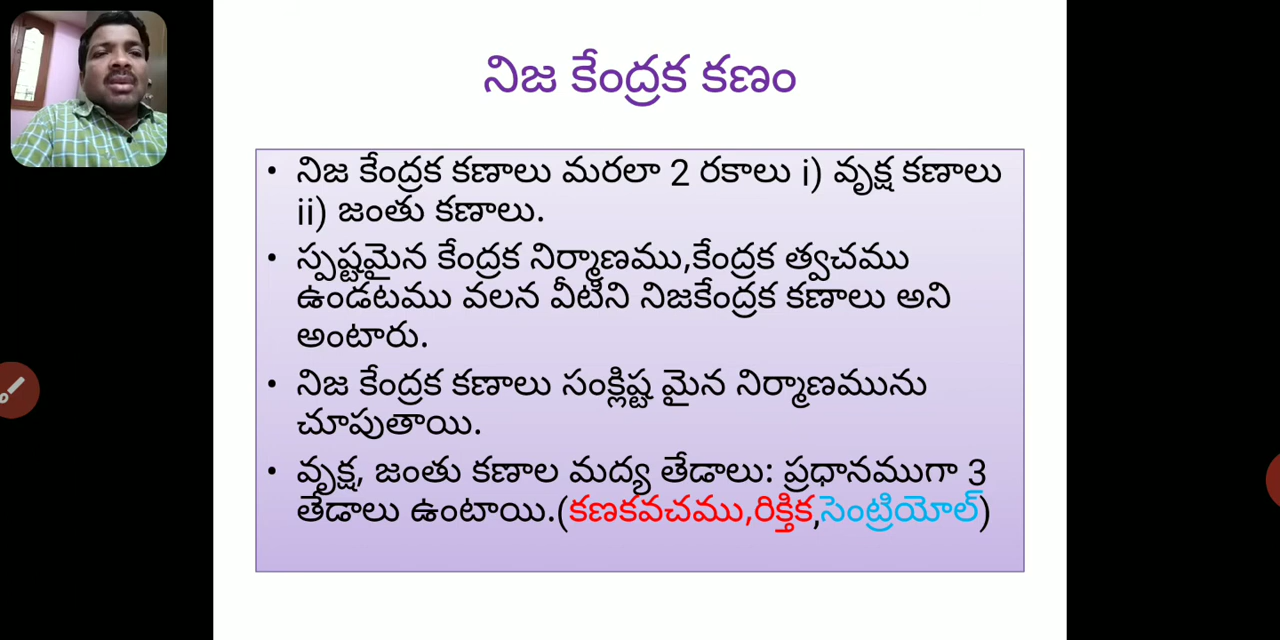 నిజ కేంద్రక కణం
• నిజ కేంద్రక కణాలు మరలా 2 రకాలు i) వృక్ష కణాలు
ii) జంతు కణాలు.
• స్పష్టమైన కేంద్రక నిర్మాణము,కేంద్రక త్వచము
ఉండటము వలన వీటిని నిజకేంద్రక కణాలు అని
అంటారు.
• నిజ కేంద్రక కణాలు సంక్లిష్ట మైన నిర్మాణమును
చూపుతాయి.
• వృక్ష, జంతు కణాల మద్య తేడాలు: ప్రధానముగా 3
తేడాలు ఉంటాయి.(కణకవచము,రిక్తిక,సెంట్రియోల్)